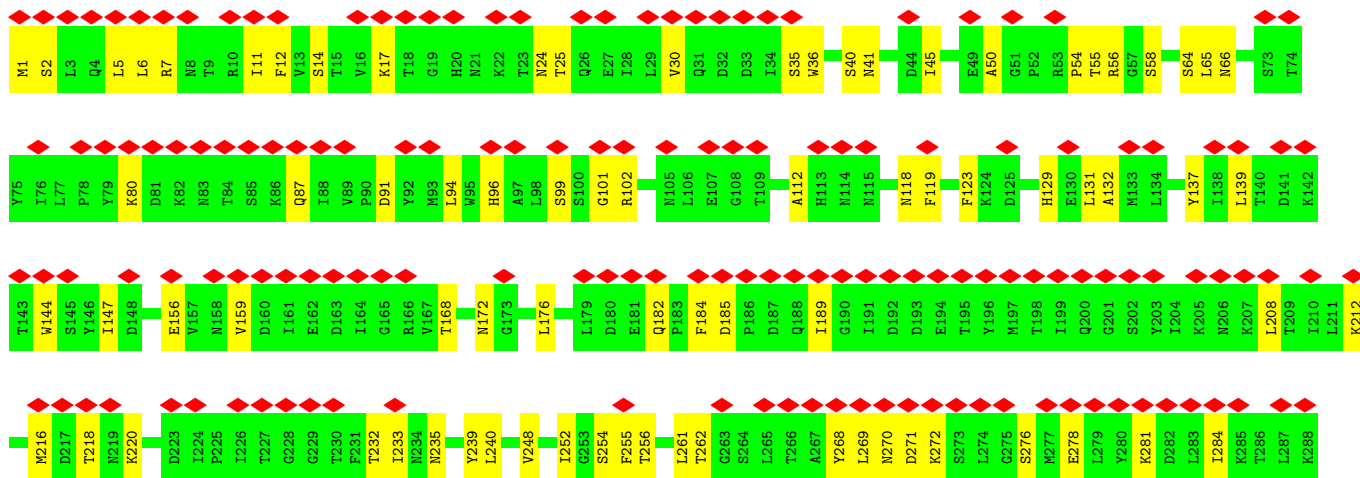 M1 S2 L3 Q4 L5 L6 R7 N8 T9 R10 I11 F12 V13 S14 T15 V16 K17 T18 G19 H20 N21 K22 T23 N24 T25 Q26 E27 I28 L29 V30 Q31 D32 D33 I34 S35 W36 S40 N41 D44 I45 E49 A50 G51 P52 R53 P54 T55 R56 G57 S58 S64 L65 N66 S73 T74
Y75 I76 L77 P78 Y79 K80 D81 K82 N83 T84 S85 K86 Q87 I88 V89 P90 D91 Y92 M93 L94 W95 H96 A97 L98 S99 S100 G101 R102 N105 L106 E107 G108 T109 A112 H113 N114 N115 N118 F119 F123 K124 D125 H129 E130 L131 A132 M133 L134 Y137 I138 L139 T140 D141 K142
T143 W144 S145 Y146 I147 D148 E156 V157 N158 V159 D160 I161 E162 D163 I164 G165 R166 V167 T168 N172 G173 L176 L179 D180 E181 Q182 P183 F184 D185 P186 D187 Q188 I189 G190 I191 D192 D193 E194 T195 Y196 M197 T198 I199 Q200 G201 S202 Y203 I204 K205 N206 K207 L208 T209 I210 L211 K212
M216 D217 T218 N219 K220 D223 I224 P225 I226 T227 G228 G229 T230 F231 T232 I233 N234 N235 Y239 L240 V248 I252 G253 S254 F255 T256 L261 T262 G263 S264 L265 T266 A267 Y268 L269 N270 D271 K272 S273 L274 G275 S276 M277 E278 L279 Y280 K281 D282 L283 I284 K285 T286 L287 K288